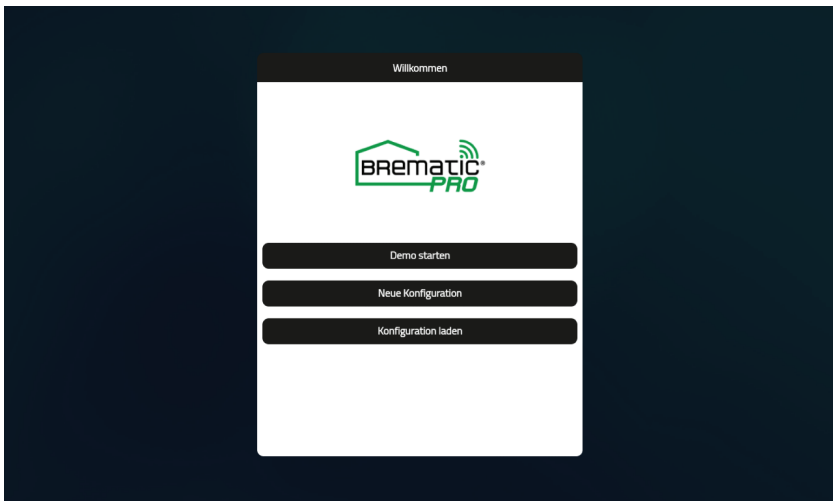 Willkommen
BREMATIC®
PRO
Demo starten
Neue Konfiguration
Konfiguration laden